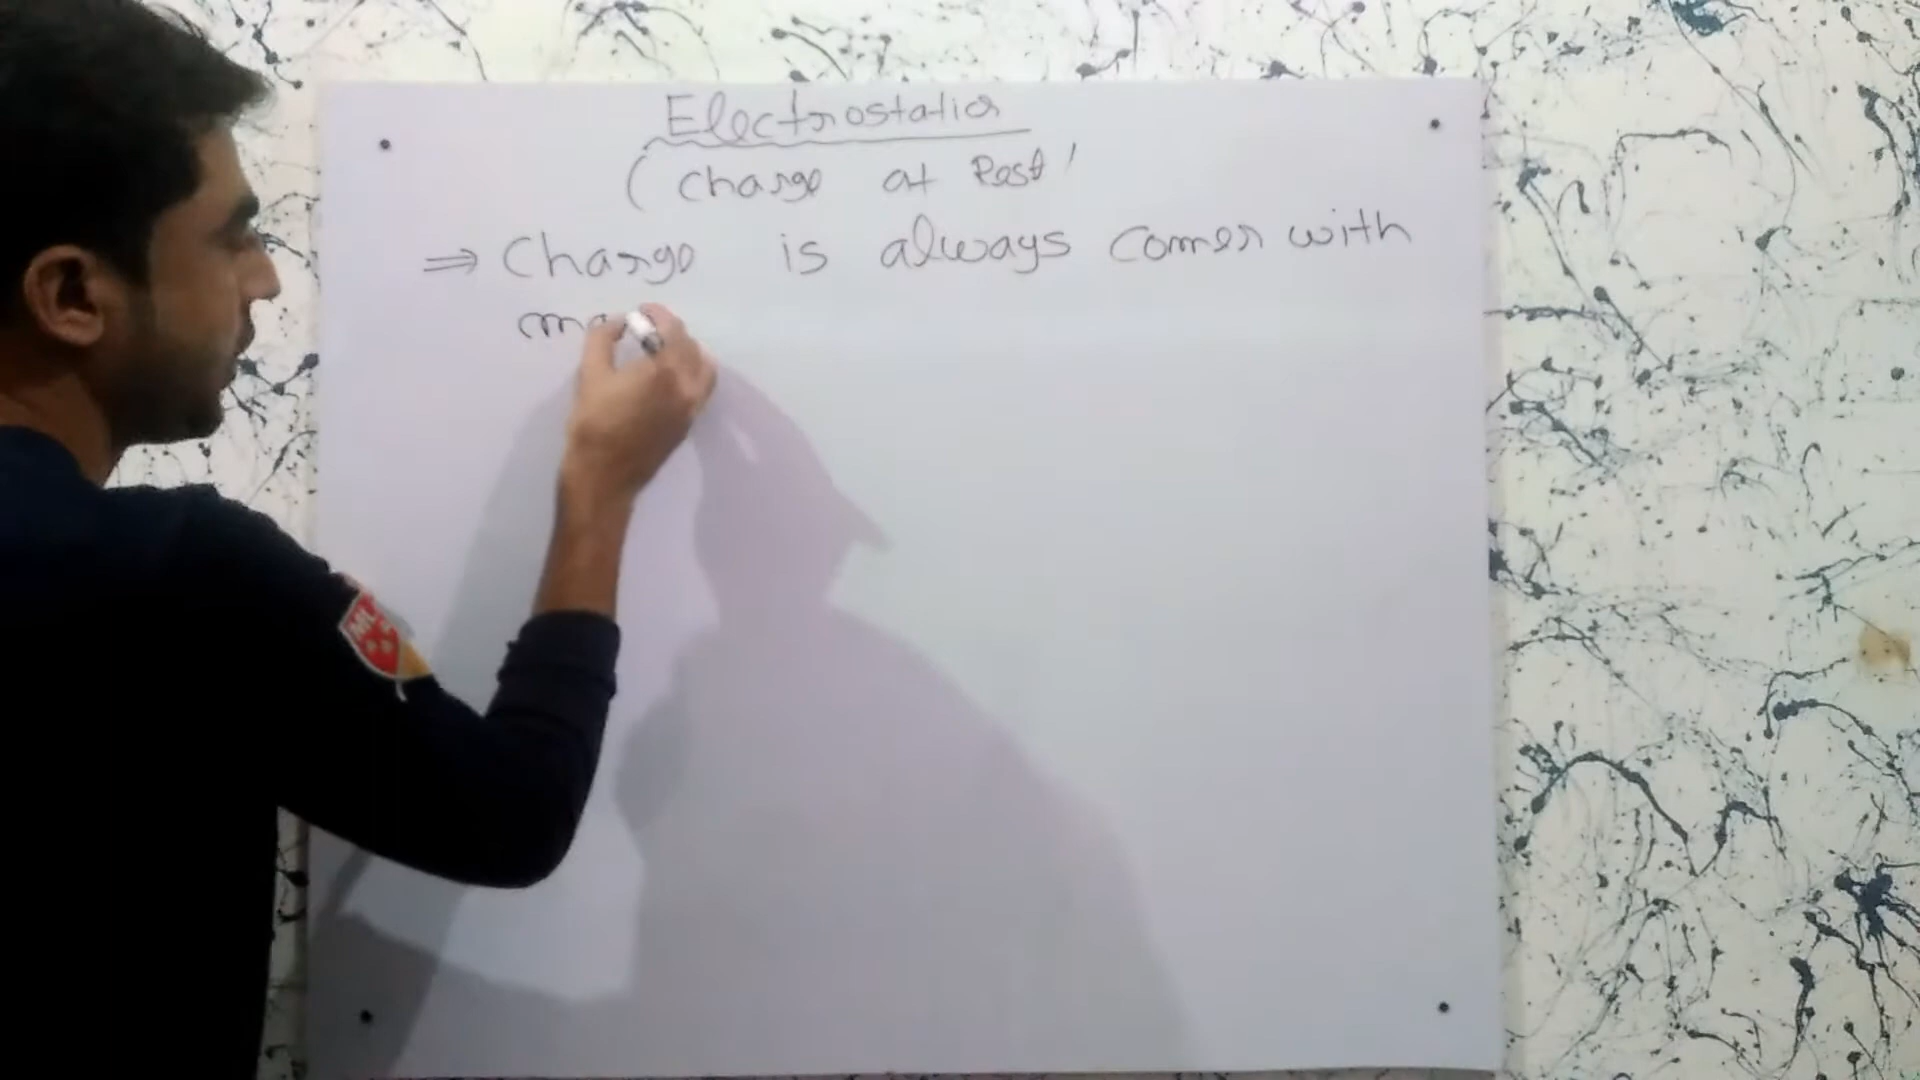 Electrostatics
(Charge at Rest)
⇒ Charge is always comes with